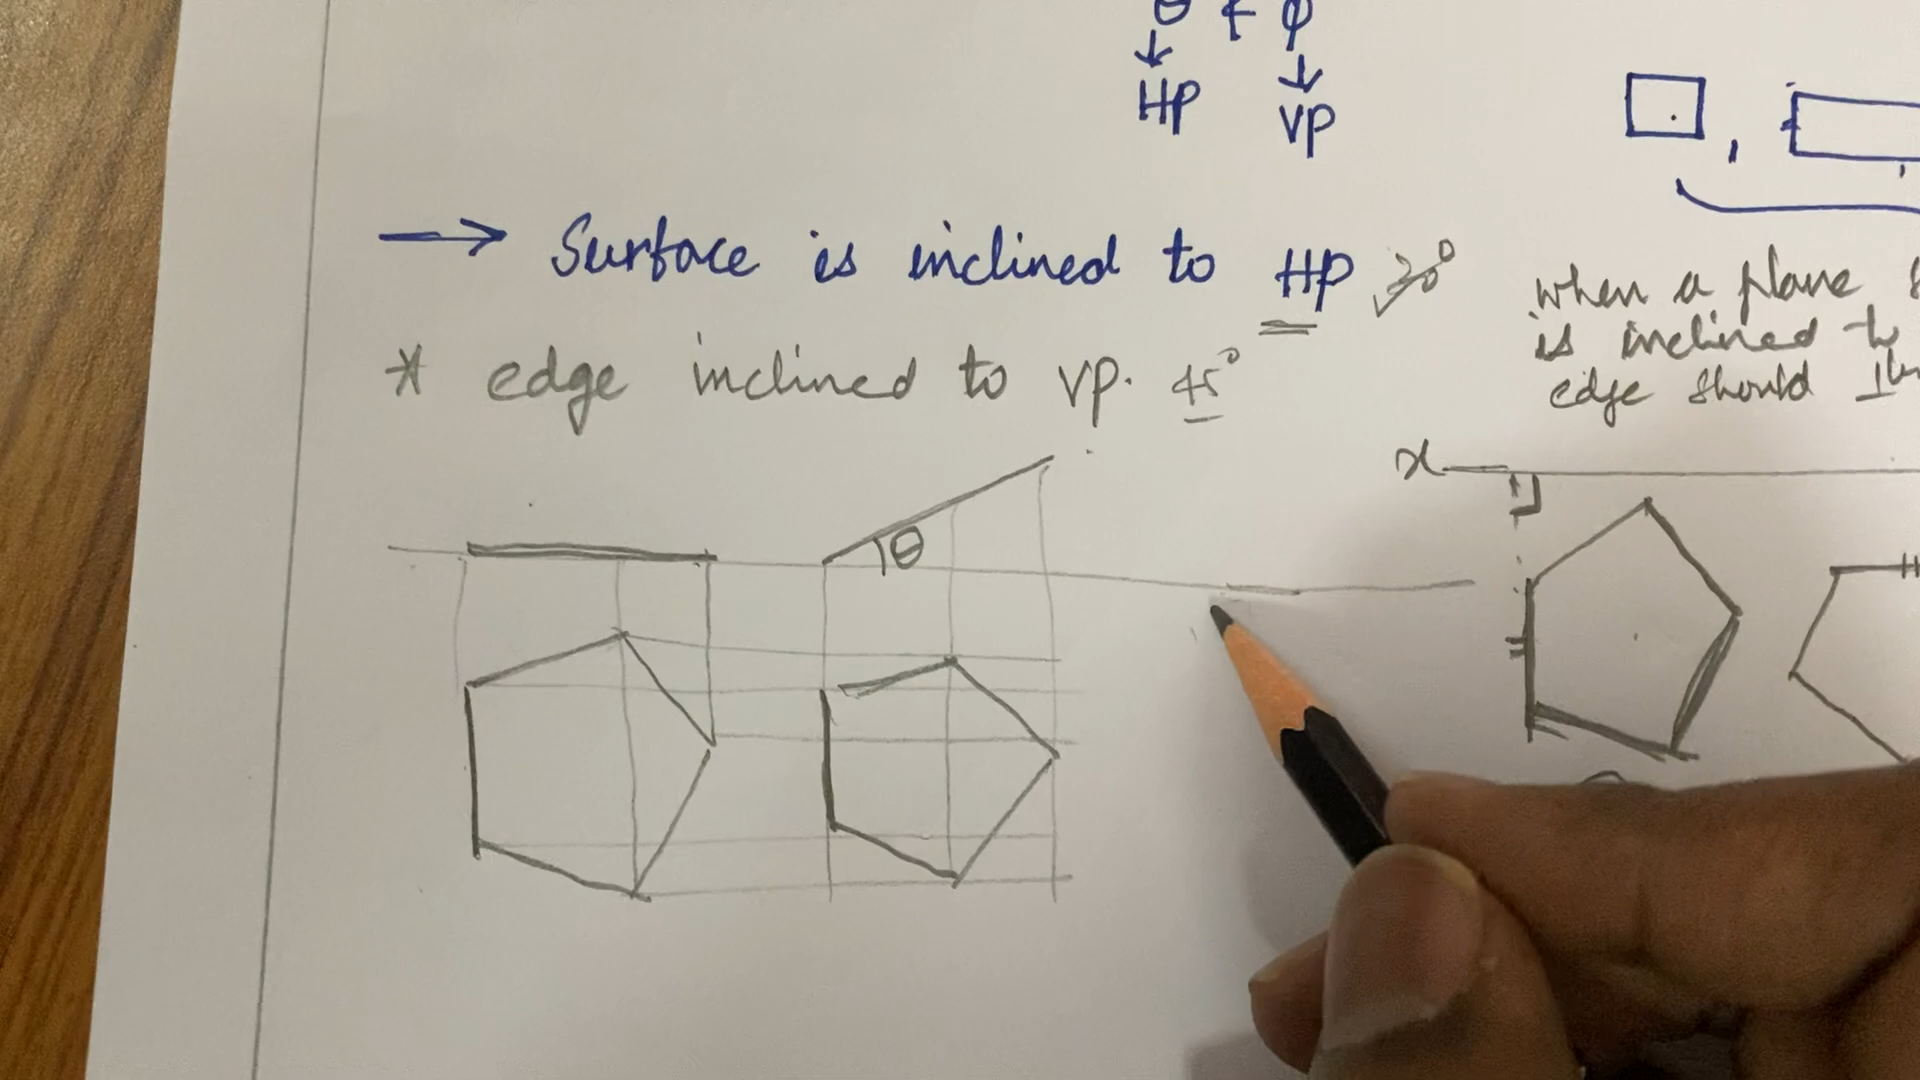 θ & φ
↓ ↓
HP VP
→ Surface is inclined to HP 30°
* edge inclined to VP. 45°
when a plane
is inclined to
edge should
x
θ